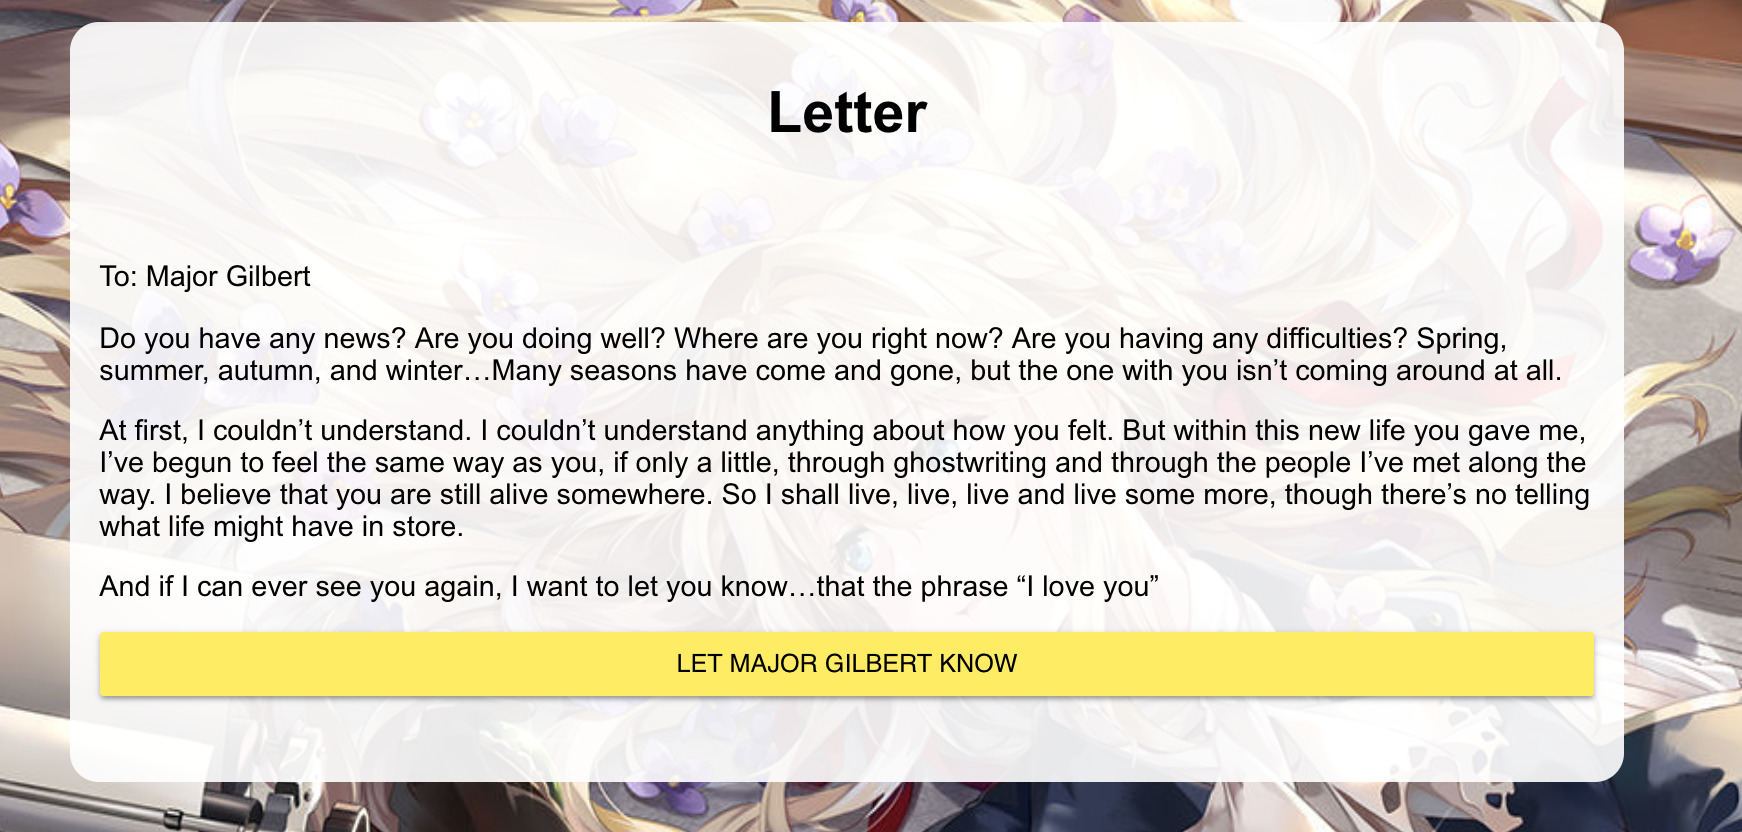 Letter
To: Major Gilbert
Do you have any news? Are you doing well? Where are you right now? Are you having any difficulties? Spring,
summer, autumn, and winter…Many seasons have come and gone, but the one with you isn’t coming around at all.
At first, I couldn’t understand. I couldn’t understand anything about how you felt. But within this new life you gave me,
I’ve begun to feel the same way as you, if only a little, through ghostwriting and through the people I’ve met along the
way. I believe that you are still alive somewhere. So I shall live, live, live and live some more, though there’s no telling
what life might have in store.
And if I can ever see you again, I want to let you know…that the phrase “I love you”
LET MAJOR GILBERT KNOW